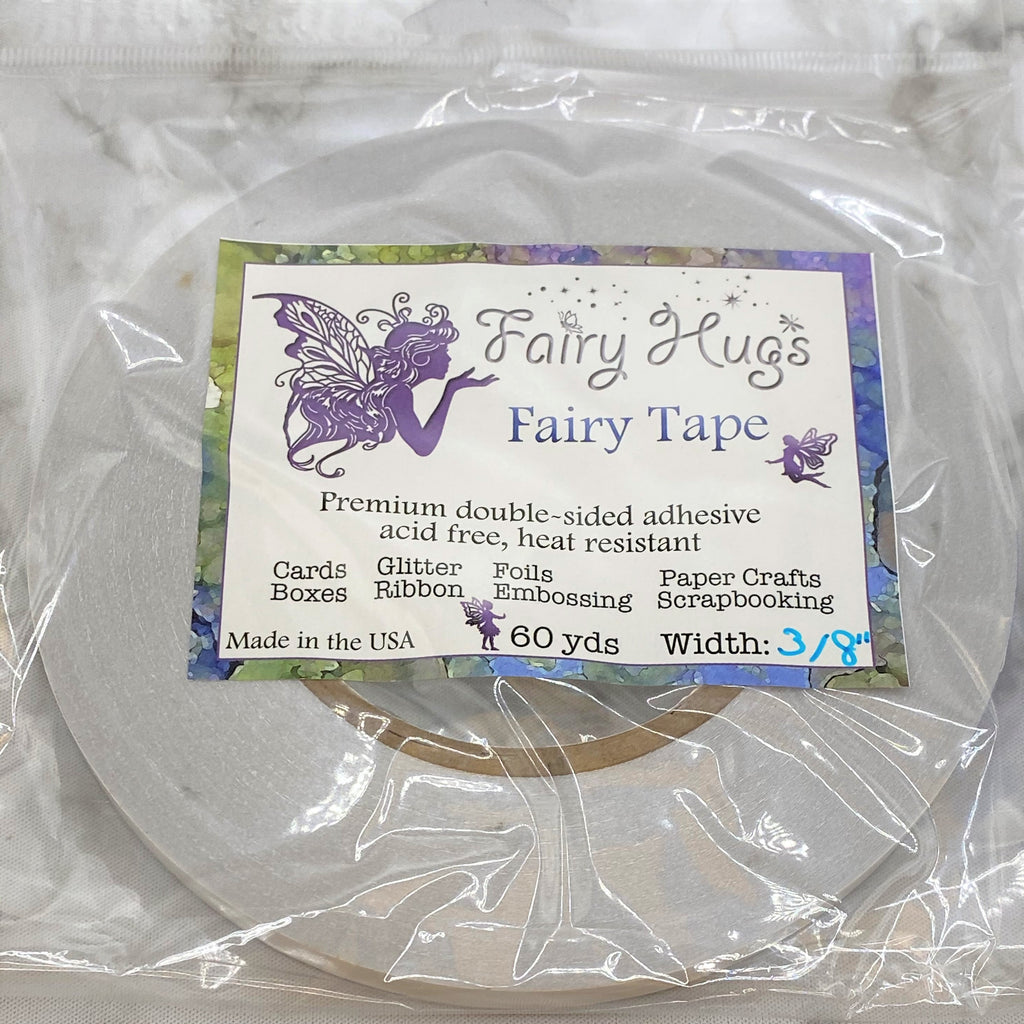 Fairy Hugs
Fairy Tape
Premium double-sided adhesive
acid free, heat resistant
Cards Glitter Foils Paper Crafts
Boxes Ribbon Embossing Scrapbooking
Made in the USA 60 yds Width: 3/8"